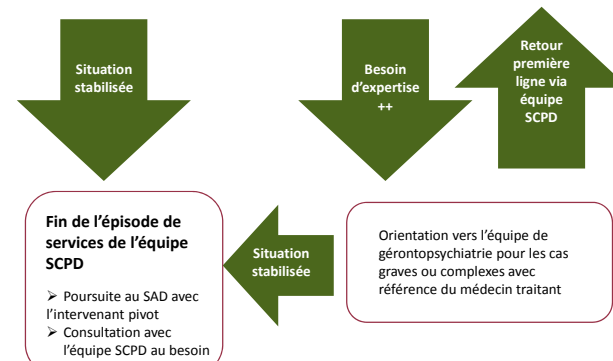 Situation
stabilisée
Besoin
d'expertise
++
Retour
première
ligne via
équipe
SCPD
Fin de l'épisode de
services de l'équipe
SCPD
➢ Poursuite au SAD avec
l'intervenant pivot
➢ Consultation avec
l'équipe SCPD au besoin
Situation
stabilisée
Orientation vers l'équipe de
gérontopsychiatrie pour les cas
graves ou complexes avec
référence du médecin traitant